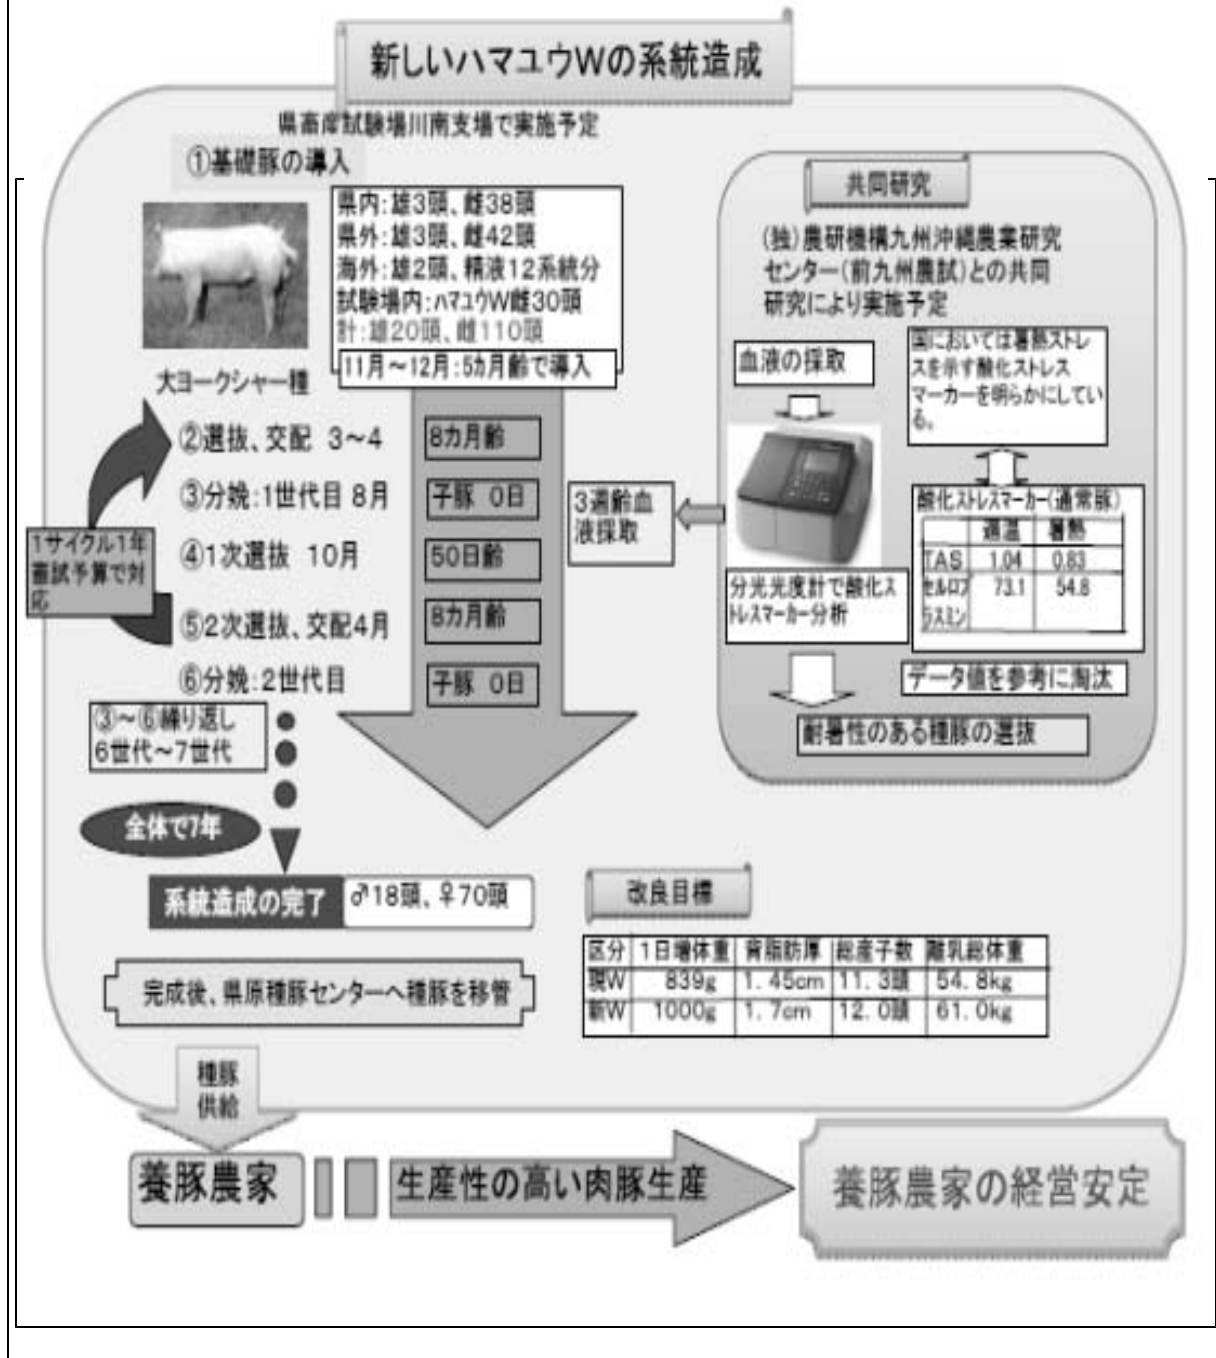 新しいハマユウWの系統造成
県畜産試験場川南支場で実施予定
①基礎豚の導入
県内:雄3頭、雌38頭
県外:雄3頭、雌42頭
海外:雄2頭、精液12系統分
試験場内:ハマユウW雌30頭
計:雄20頭、雌110頭
11月～12月:5カ月齢で導入
大ヨークシャー種
②選抜、交配 3～4
8カ月齢
③分娩:1世代目 8月
子豚 0日
④1次選抜 10月
50日齢
⑤2次選抜、交配4月
8カ月齢
⑥分娩:2世代目
子豚 0日
1サイクル1年
畜試予算で対
応
③～⑥繰り返し
6世代～7世代
全体で7年
系統造成の完了
♂18頭、♀70頭
完成後、県原種豚センターへ種豚を移管
3週齢血
液採取
共同研究
(独)農研機構九州沖縄農業研究
センター(前九州農試)との共同
研究により実施予定
血液の採取
国においては暑熱ストレ
スを示す酸化ストレス
マーカーを明らかにしてい
る。
分光光度計で酸化ス
トレスマーカー分析
酸化ストレスマーカー(通常豚)
適温 暑熱
TAS 1.04 0.83
セルロプ 73.1 54.8
ラスミン
データ値を参考に淘汰
耐暑性のある種豚の選抜
改良目標
区分 1日増体重 背脂肪厚 総産子数 離乳総体重
現W 839g 1.45cm 11.3頭 54.8kg
新W 1000g 1.7cm 12.0頭 61.0kg
種豚
供給
養豚農家
生産性の高い肉豚生産
養豚農家の経営安定